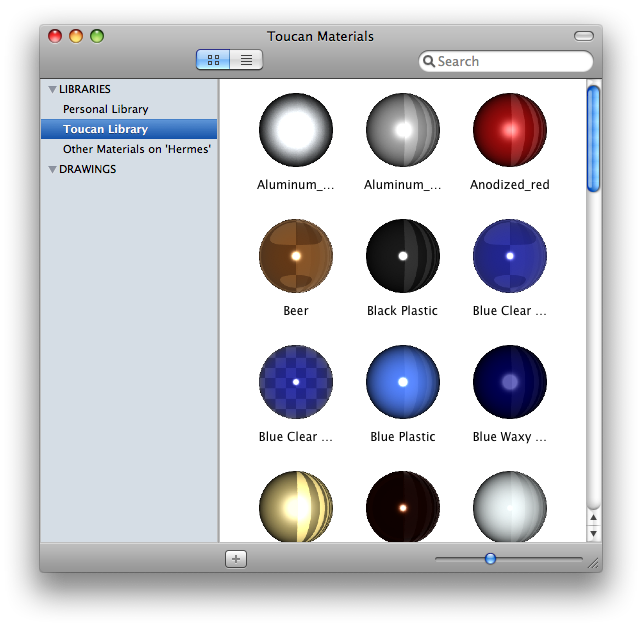 Toucan Materials
Search
LIBRARIES
Personal Library
Toucan Library
Other Materials on 'Hermes'
DRAWINGS
Aluminum_... Aluminum_... Anodized_red
Beer Black Plastic Blue Clear ...
Blue Clear ... Blue Plastic Blue Waxy ...